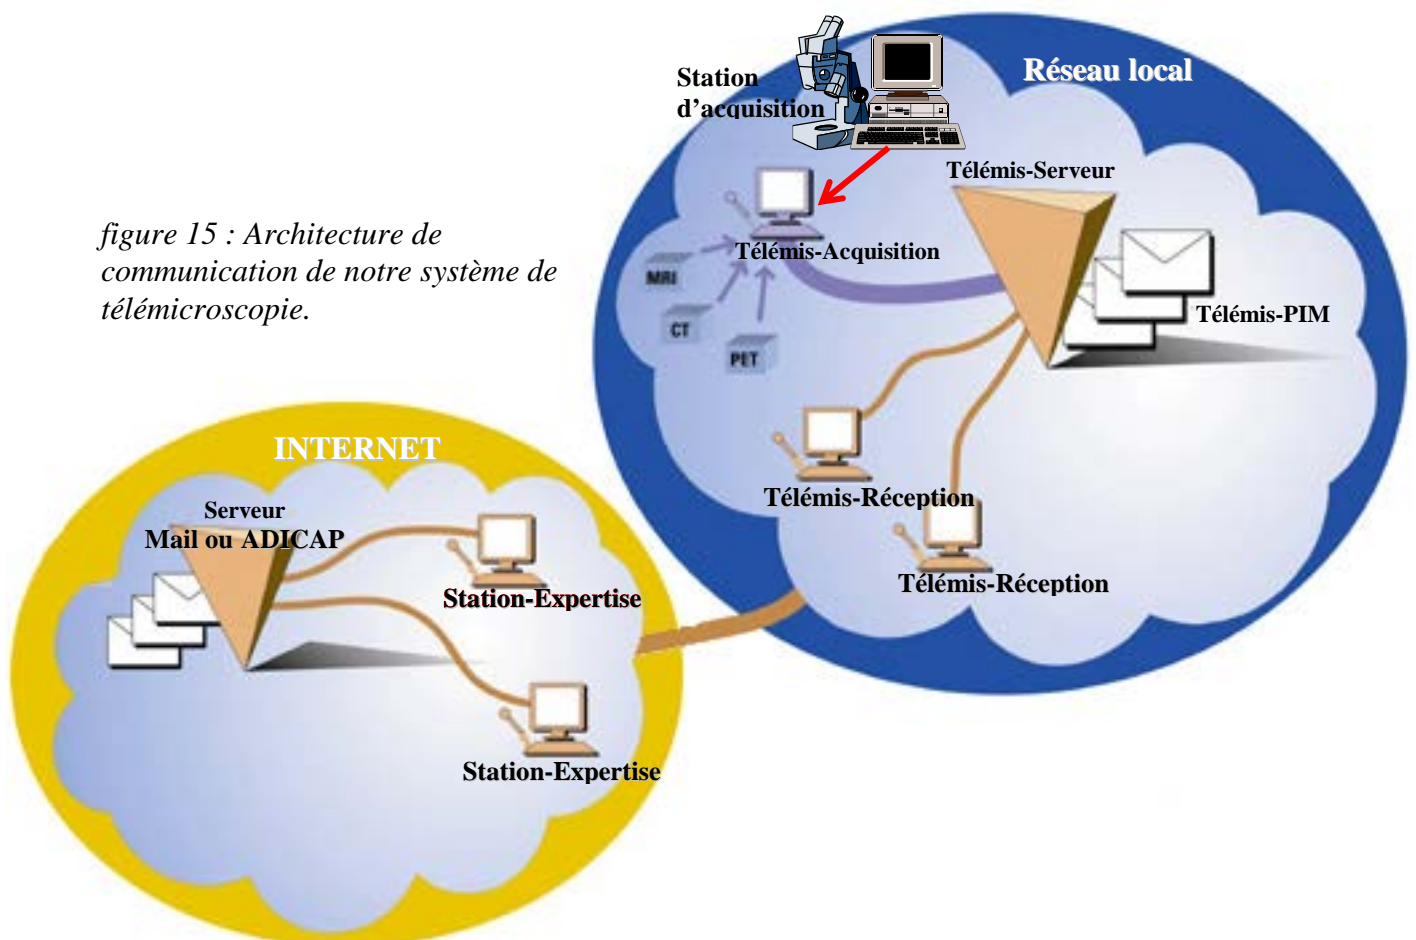 Station
d'acquisition
Réseau local
Télémis-Serveur
figure 15 : Architecture de
communication de notre système de
télémicroscopie.
Télémis-Acquisition
MRI
CT
PET
Télémis-PIM
INTERNET
Télémis-Réception
Serveur
Mail ou ADICAP
Télémis-Réception
Station-Expertise
Station-Expertise